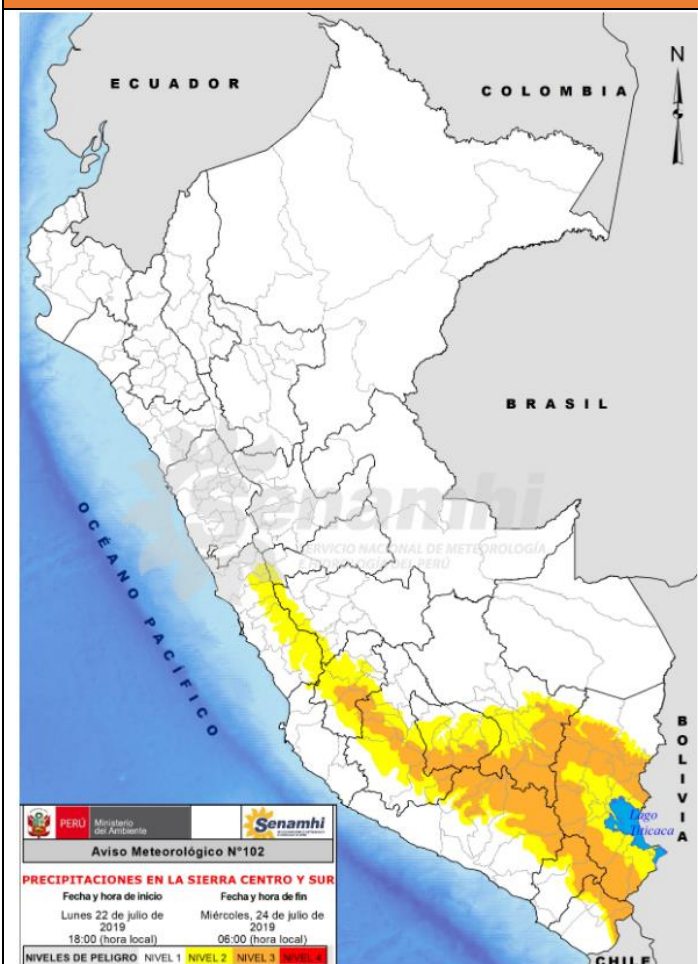 ECUADOR
COLOMBIA
N
BRASIL
OCÉANO PACÍFICO
Senamhi
SERVICIO NACIONAL DE METEOROLOGÍA
E HIDROLOGÍA DEL PERÚ
BOLIVIA
Lago
Titicaca
CHILE
PERÚ
Ministerio
del Ambiente
Senamhi
Aviso Meteorológico N°102
PRECIPITACIONES EN LA SIERRA CENTRO Y SUR
Fecha y hora de inicio Fecha y hora de fin
Lunes 22 de julio de Miércoles, 24 de julio de
2019 2019
18:00 (hora local) 06:00 (hora local)
NIVELES DE PELIGRO NIVEL 1 NIVEL 2 NIVEL 3 NIVEL 4